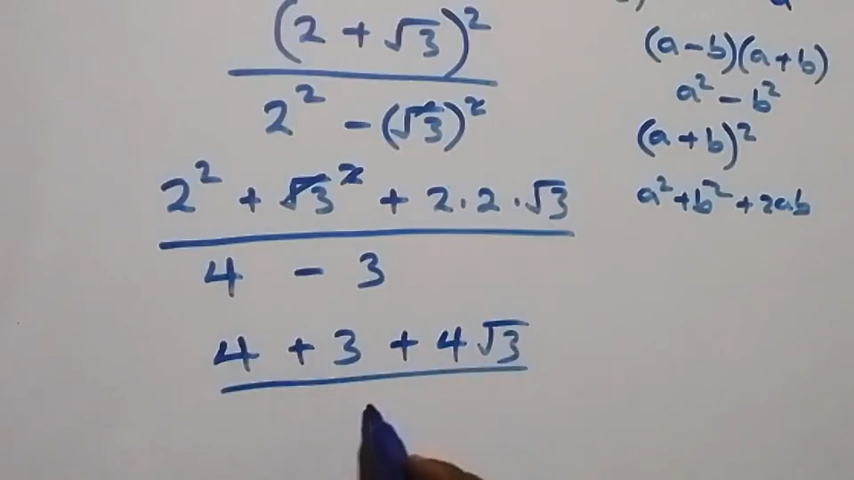 (2 + √3)²
2² - (√3)²
2² + √3² + 2·2·√3
4 - 3
4 + 3 + 4√3
(a-b)(a+b)
a² - b²
(a+b)²
a²+b²+2ab